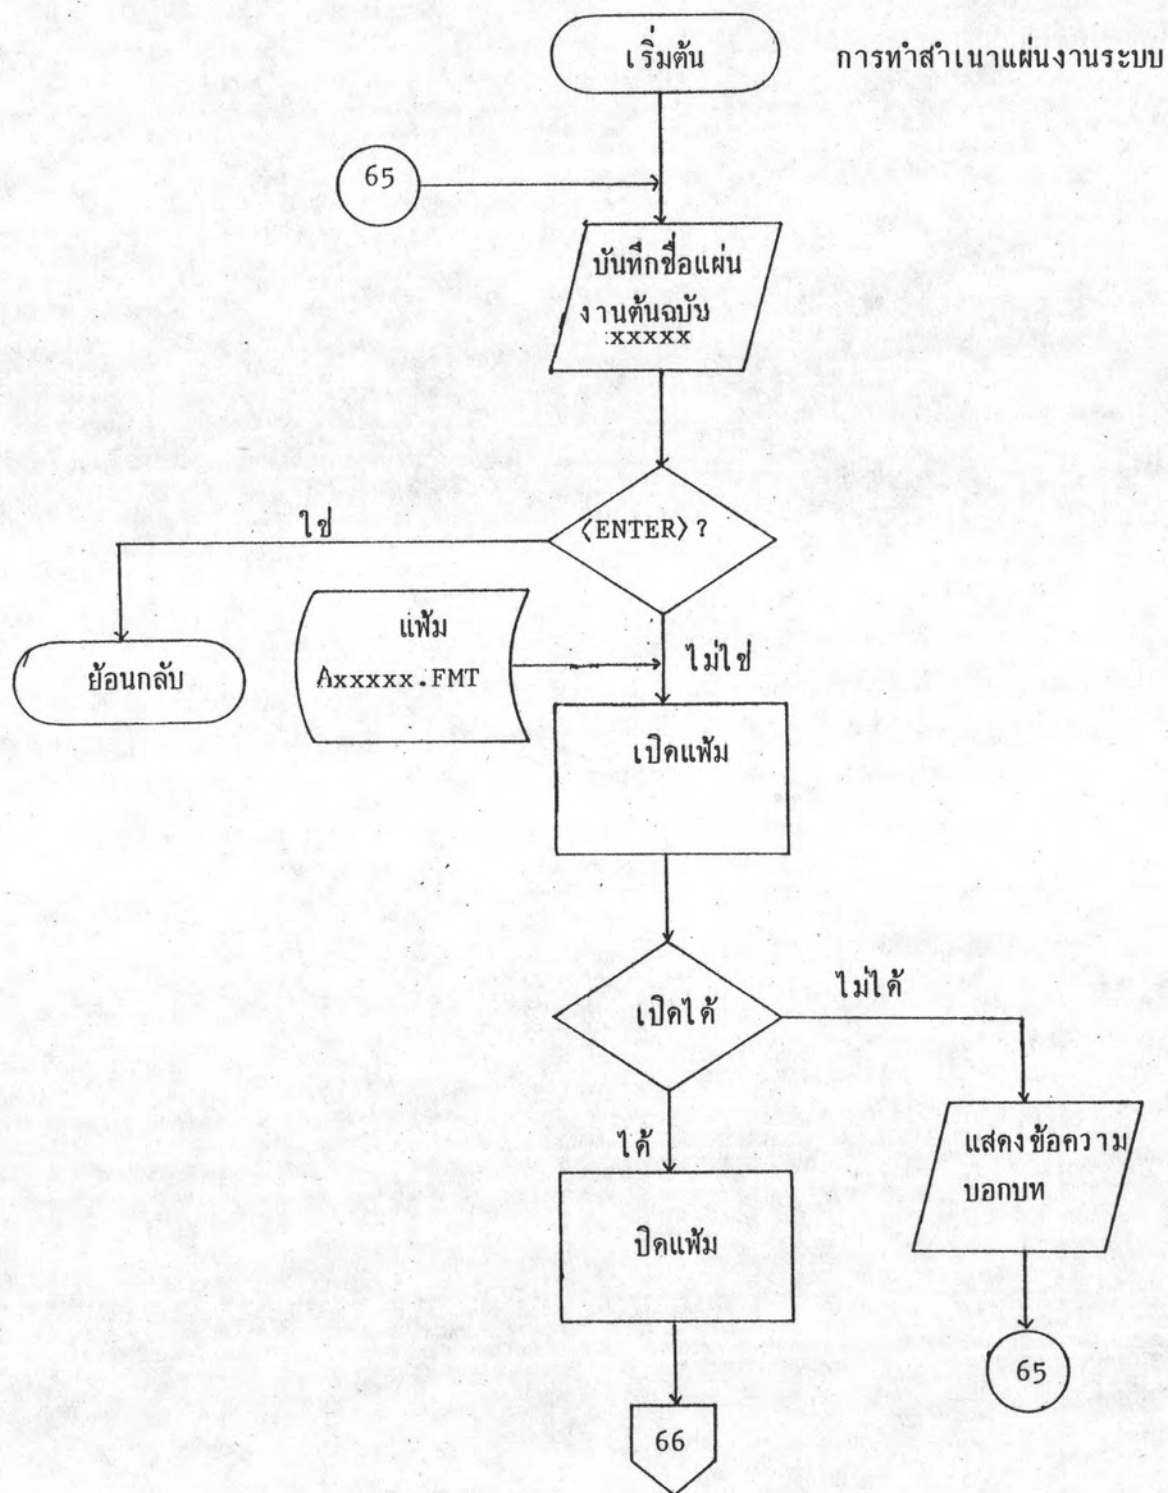 เริ่มต้น
การทำสำเนาแผ่นงานระบบ
65
บันทึกชื่อแผ่น
งานต้นฉบับ
xxxxx
<ENTER> ?
ใช่
แฟ้ม
Axxxxx.FMT
ไม่ใช่
ย้อนกลับ
เปิดแฟ้ม
เปิดได้
ไม่ได้
ได้
แสดงข้อความ
บอกบท
ปิดแฟ้ม
65
66